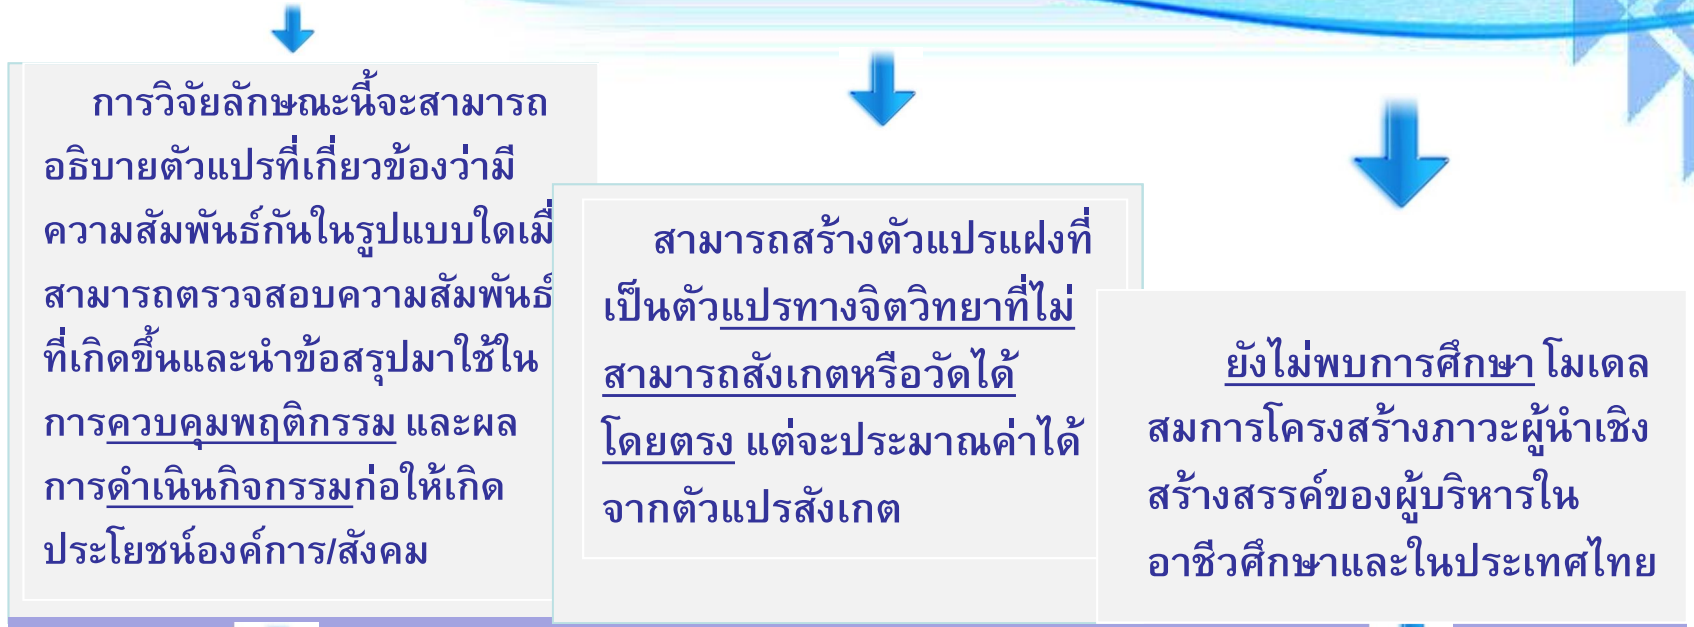 การวิจัยลักษณะนี้จะสามารถ
อธิบายตัวแปรที่เกี่ยวข้องว่ามี
ความสัมพันธ์กันในรูปแบบใดเมื่
สามารถตรวจสอบความสัมพันธ์
ที่เกิดขึ้นและนำข้อสรุปมาใช้ใน
การควบคุมพฤติกรรม และผล
การดำเนินกิจกรรมก่อให้เกิด
ประโยชน์องค์การ/สังคม
สามารถสร้างตัวแปรแฝงที่
เป็นตัวแปรทางจิตวิทยาที่ไม่
สามารถสังเกตหรือวัดได้
โดยตรง แต่จะประมาณค่าได้
จากตัวแปรสังเกต
ยังไม่พบการศึกษา โมเดล
สมการโครงสร้างภาวะผู้นำเชิง
สร้างสรรค์ของผู้บริหารใน
อาชีวศึกษาและในประเทศไทย